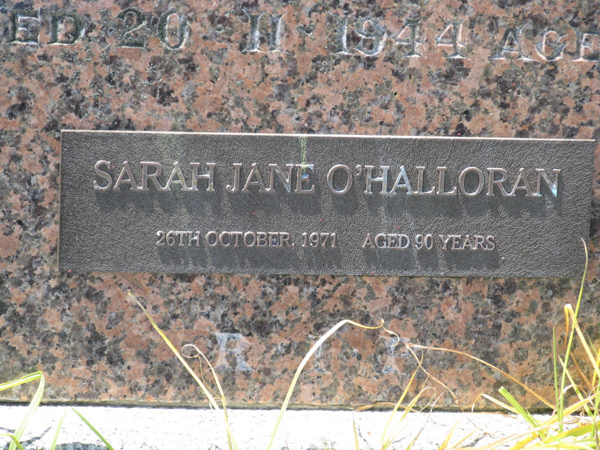 ED 20 · 11 · 1944 AGE
SARAH JANE O'HALLORAN
26TH OCTOBER, 1971 AGED 90 YEARS
R I P